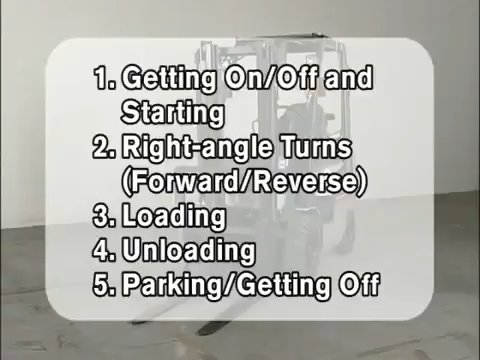 1. Getting On/Off and
Starting
2. Right-angle Turns
(Forward/Reverse)
3. Loading
4. Unloading
5. Parking/Getting Off